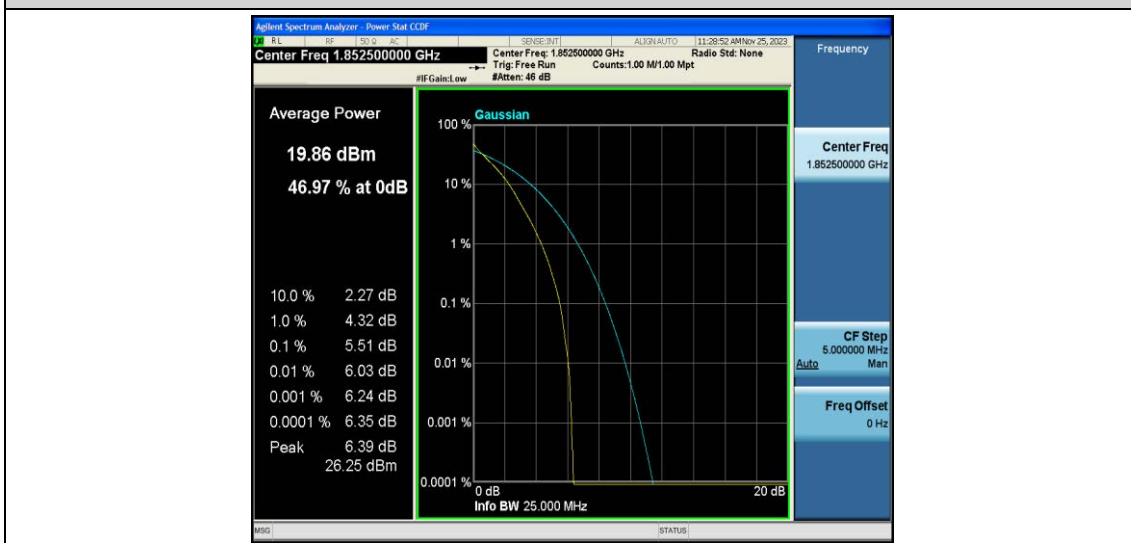 Agilent Spectrum Analyzer - Power Stat CCDF
RL RF 50 Ω AC SENSE:INT ALIGN AUTO 11:28:52 AM Nov 25, 2023
Center Freq 1.852500000 GHz
Center Freq: 1.852500000 GHz Radio Std: None
Trig: Free Run Counts:1.00 M/1.00 Mpt
#IFGain:Low #Atten: 46 dB
Frequency
Average Power
19.86 dBm
46.97 % at 0dB
10.0 % 2.27 dB
1.0 % 4.32 dB
0.1 % 5.51 dB
0.01 % 6.03 dB
0.001 % 6.24 dB
0.0001 % 6.35 dB
Peak 6.39 dB
26.25 dBm
Gaussian
100 %
10 %
1 %
0.1 %
0.01 %
0.001 %
0.0001 %
0 dB 20 dB
Info BW 25.000 MHz
Center Freq
1.852500000 GHz
CF Step
5.000000 MHz
Auto Man
Freq Offset
0 Hz
MSG STATUS